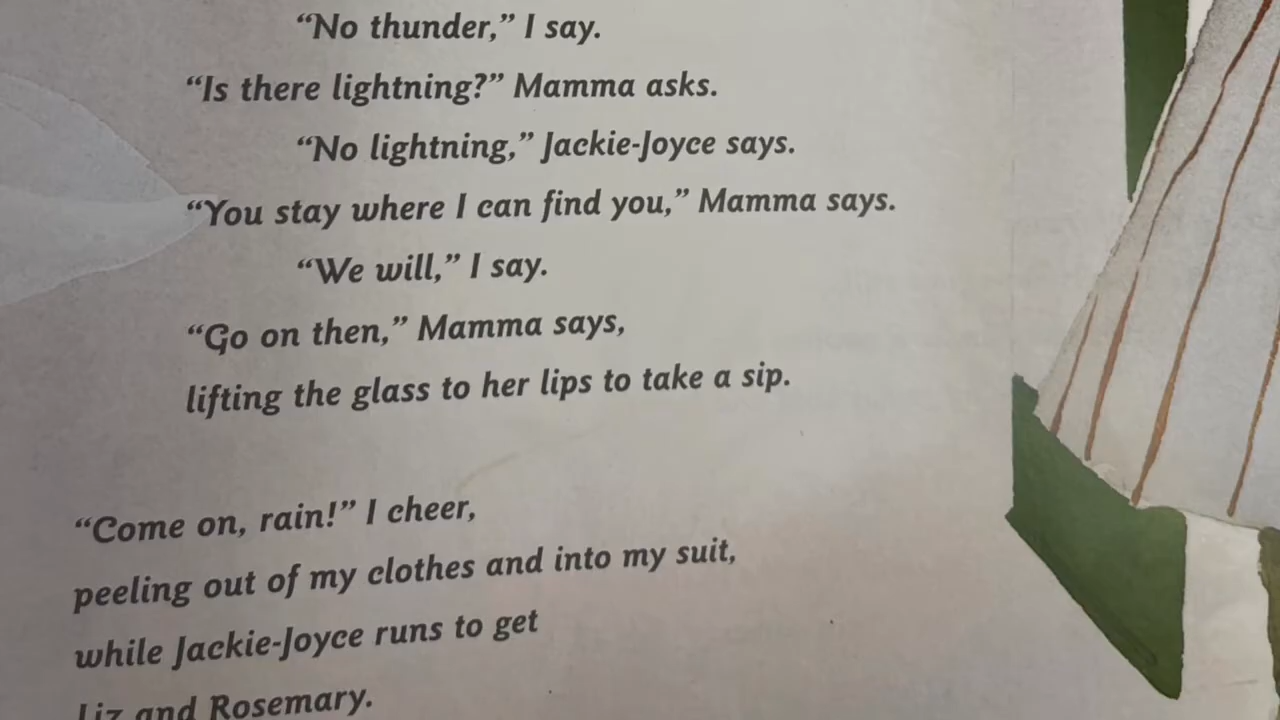 “No thunder,” I say.
“Is there lightning?” Mamma asks.
“No lightning,” Jackie-Joyce says.
“You stay where I can find you,” Mamma says.
“We will,” I say.
“Go on then,” Mamma says,
lifting the glass to her lips to take a sip.
“Come on, rain!” I cheer,
peeling out of my clothes and into my suit,
while Jackie-Joyce runs to get
Liz and Rosemary.